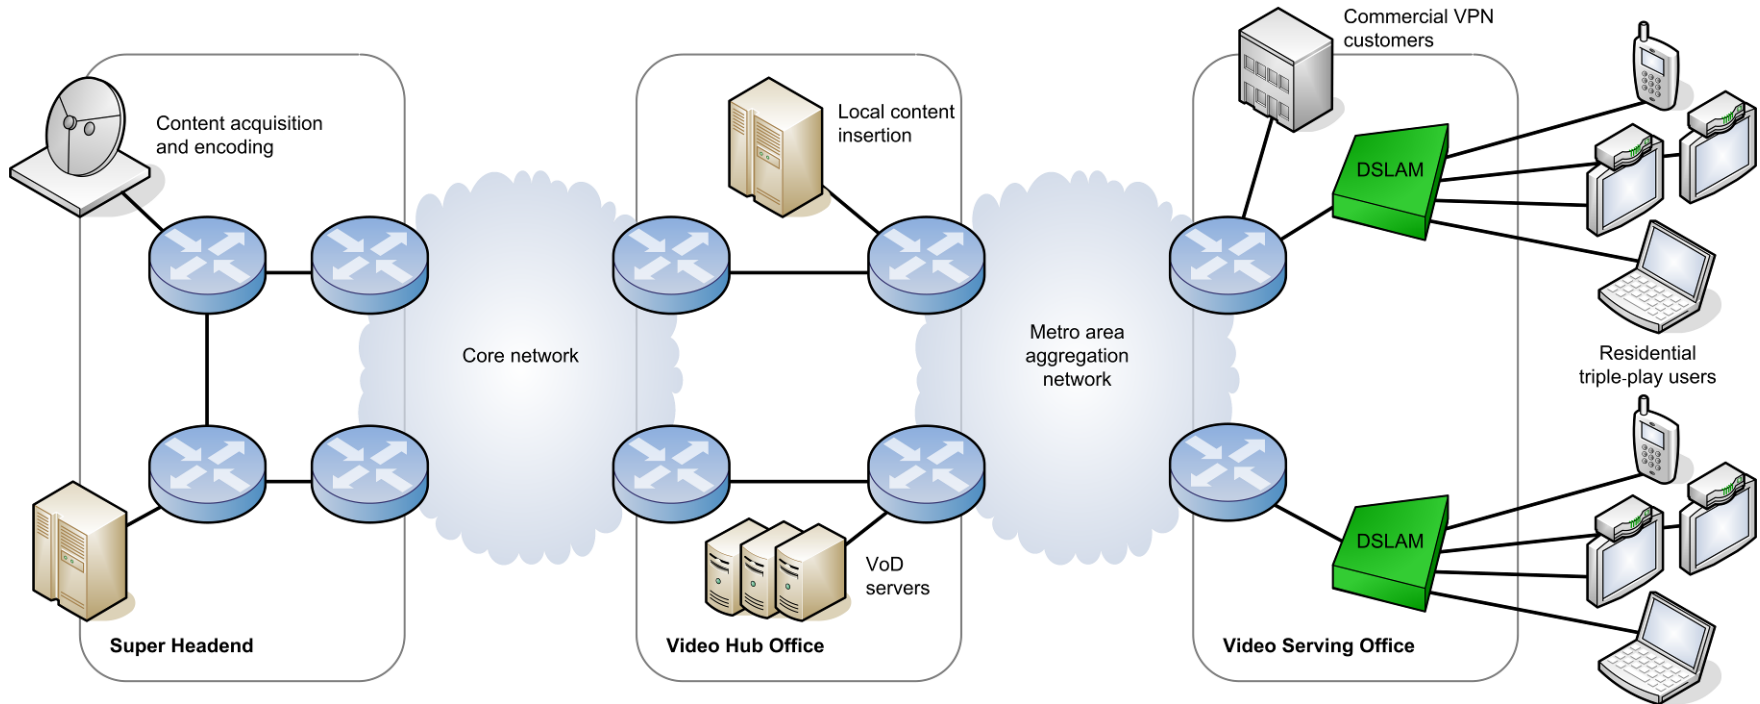 Commercial VPN
customers
Content acquisition
and encoding
Local content
insertion
DSLAM
Core network
Metro area
aggregation
network
Residential
triple-play users
DSLAM
VoD
servers
Super Headend
Video Hub Office
Video Serving Office